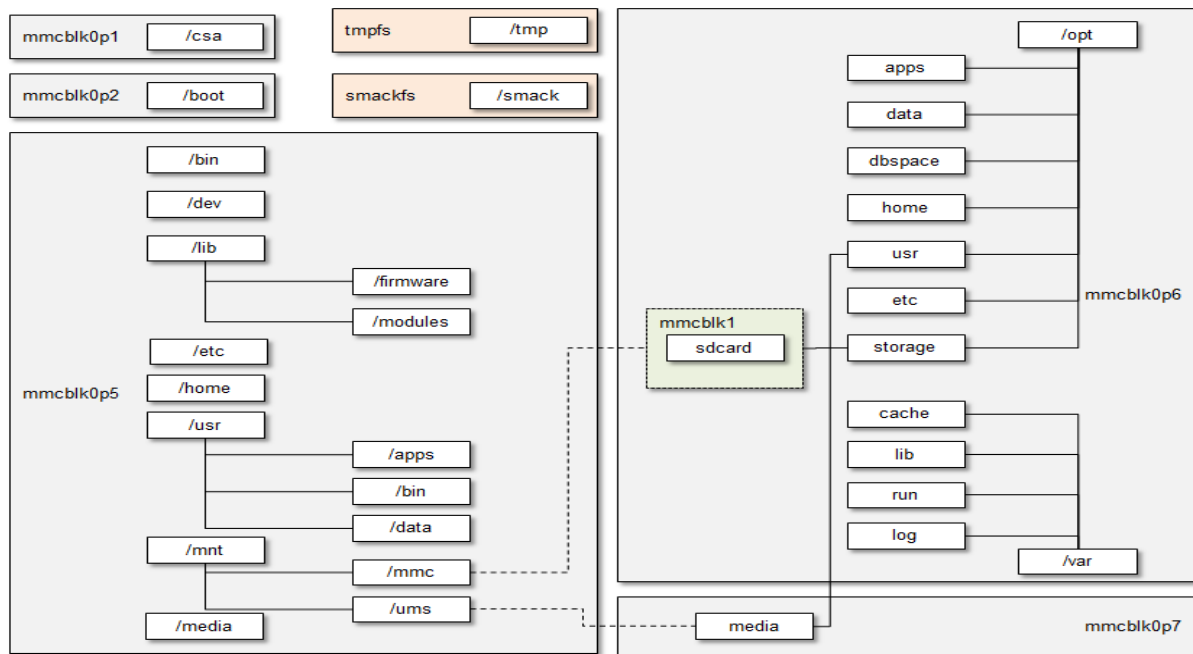 mmcblk0p1
/csa
mmcblk0p2
/boot
tmpfs
/tmp
smackfs
/smack
mmcblk0p5
/bin
/dev
/lib
/firmware
/modules
/etc
/home
/usr
/apps
/bin
/data
/mnt
/mmc
/ums
/media
/opt
apps
data
dbspace
home
usr
etc
mmcblk0p6
mmcblk1
sdcard
storage
cache
lib
run
log
/var
media
mmcblk0p7